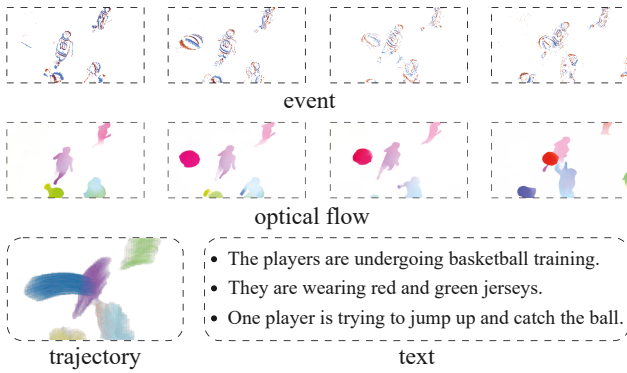 event
optical flow
• The players are undergoing basketball training.
• They are wearing red and green jerseys.
• One player is trying to jump up and catch the ball.
trajectory
text